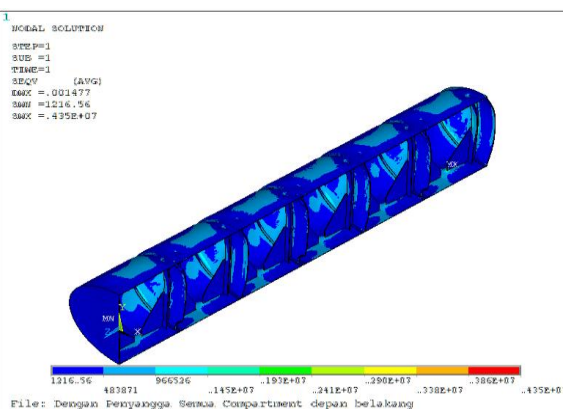 1
NODAL SOLUTION
STEP=1
SUB =1
TIME=1
SEQV (AVG)
DMX =.001477
SMN =1216.56
SMX =.435E+07
MX
Y
MN
Z X
1216.56 966526 .193E+07 .290E+07 .386E+07
483871 .145E+07 .241E+07 .338E+07 .435E+07
File: Dengan Penyangga Semua Compartment depan belakang